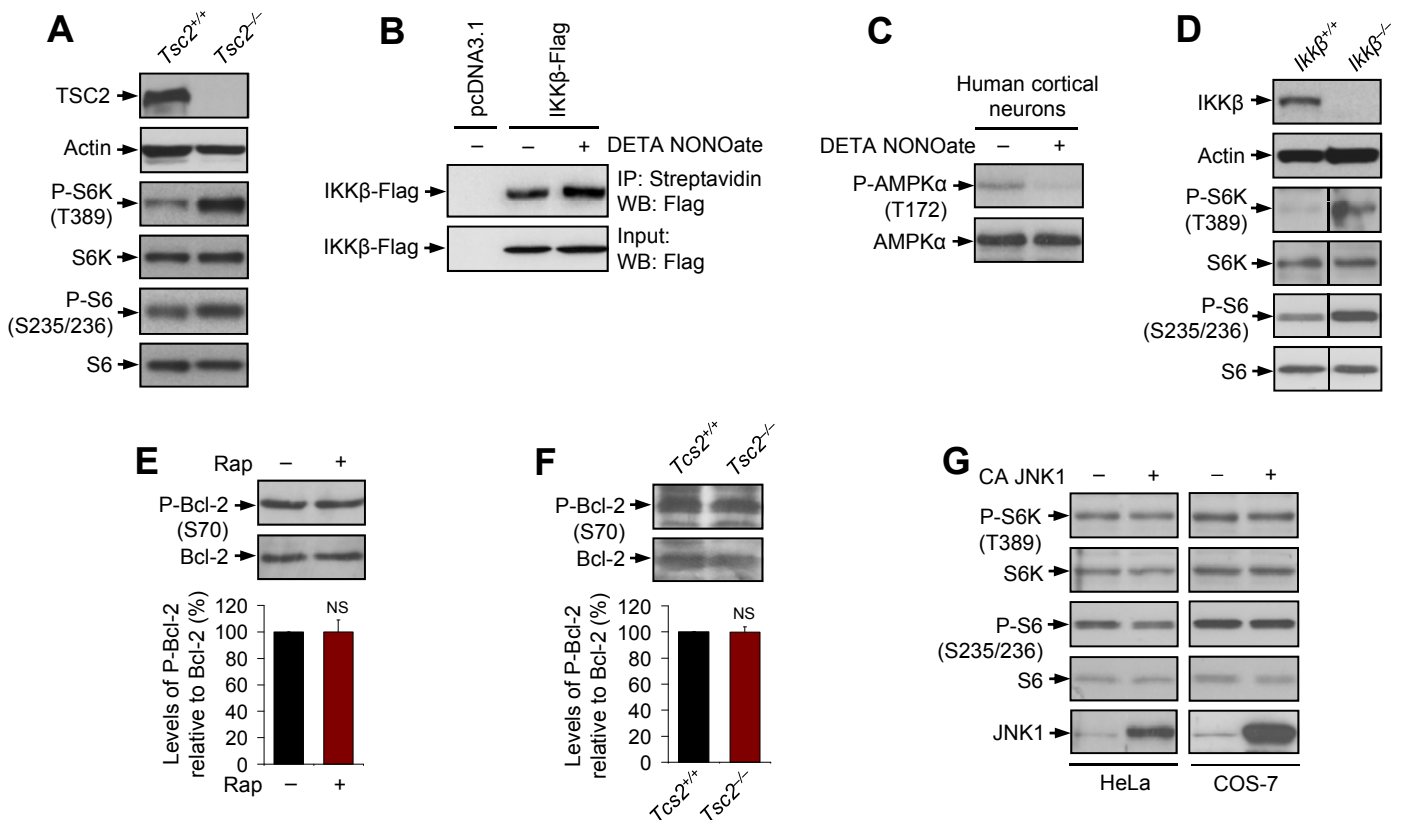 A
Tsc2+/+
Tsc2–/–
TSC2
Actin
P-S6K
(T389)
S6K
P-S6
(S235/236)
S6
B
pcDNA3.1
IKKβ-Flag
– – + DETA NONOate
IKKβ-Flag
IP: Streptavidin
WB: Flag
IKKβ-Flag
Input:
WB: Flag
C
Human cortical
neurons
DETA NONOate – +
P-AMPKα
(T172)
AMPKα
D
Ikkβ+/+
Ikkβ–/–
IKKβ
Actin
P-S6K
(T389)
S6K
P-S6
(S235/236)
S6
E
Rap – +
P-Bcl-2
(S70)
Bcl-2
Levels of P-Bcl-2
relative to Bcl-2 (%)
120
100
80
60
40
20
0
NS
Rap – +
F
Tcs2+/+
Tsc2–/–
P-Bcl-2
(S70)
Bcl-2
Levels of P-Bcl-2
relative to Bcl-2 (%)
120
100
80
60
40
20
0
NS
Tcs2+/+
Tsc2–/–
G
CA JNK1 – + – +
P-S6K
(T389)
S6K
P-S6
(S235/236)
S6
JNK1
HeLa COS-7